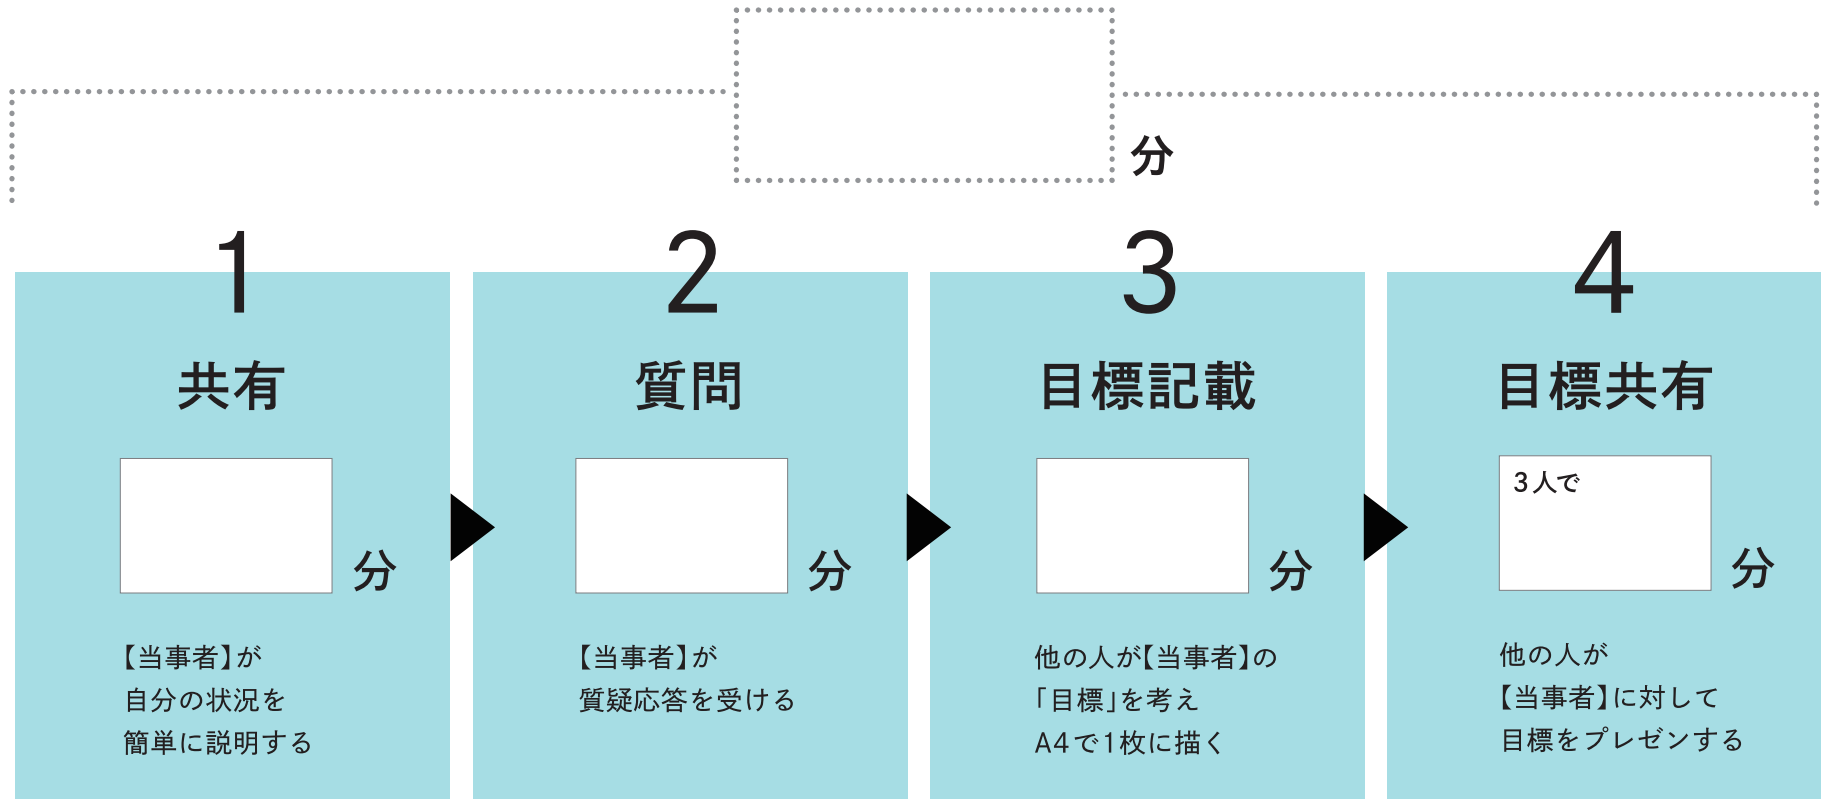 分
1
共有
分
【当事者】が
自分の状況を
簡単に説明する
2
質問
分
【当事者】が
質疑応答を受ける
3
目標記載
分
他の人が【当事者】の
「目標」を考え
A4で1枚に描く
4
目標共有
3人で
分
他の人が
【当事者】に対して
目標をプレゼンする